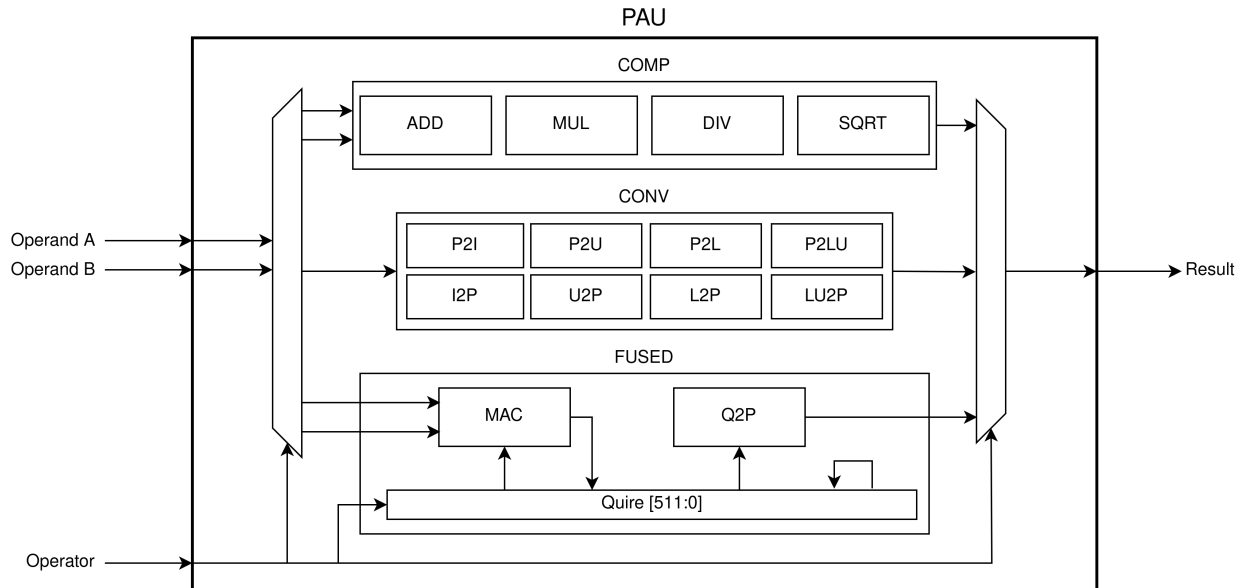 PAU
COMP
ADD MUL DIV SQRT
CONV
P2I P2U P2L P2LU
Operand A
Operand B
Result
I2P U2P L2P LU2P
FUSED
MAC Q2P
Quire [511:0]
Operator